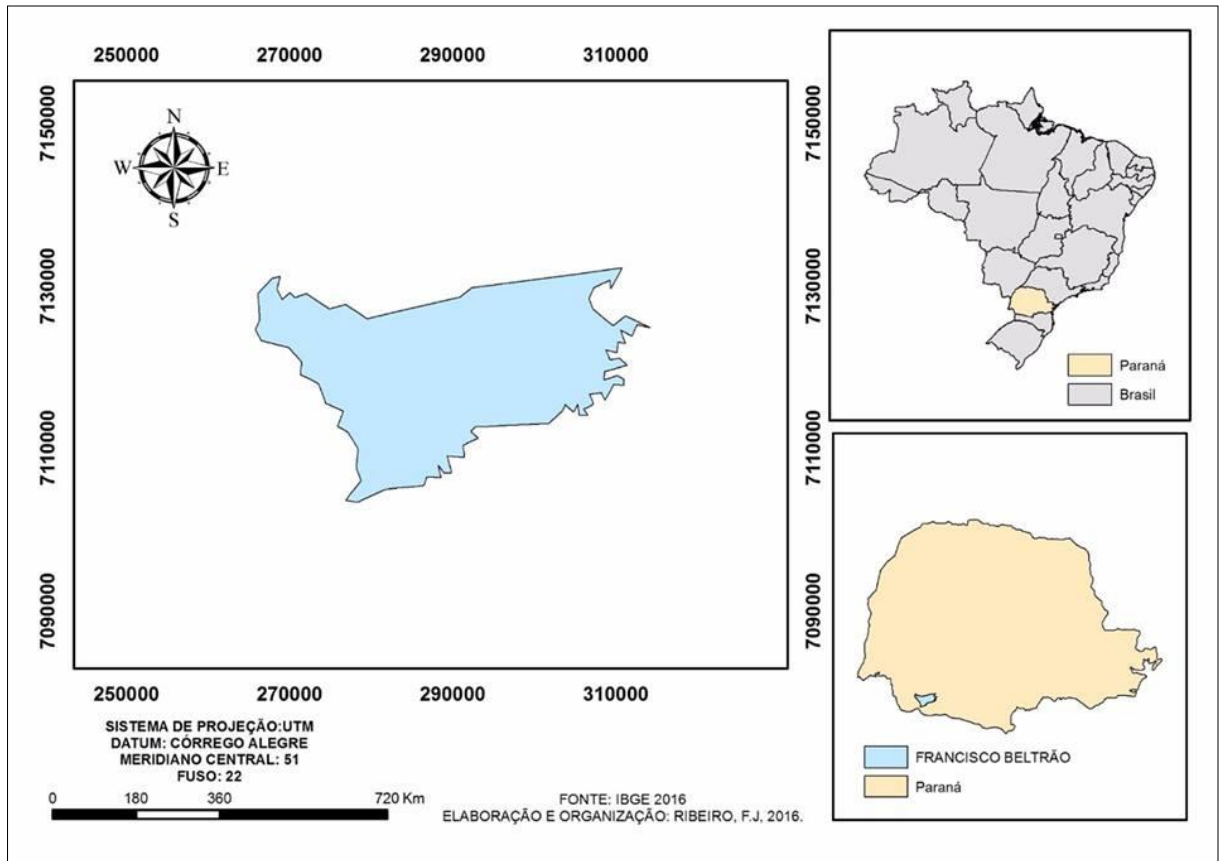 250000 270000 290000 310000
7150000
7130000
7110000
7090000
N
W E
S
7150000
7130000
7110000
7090000
250000 270000 290000 310000
SISTEMA DE PROJEÇÃO:UTM
DATUM: CÓRREGO ALEGRE
MERIDIANO CENTRAL: 51
FUSO: 22
0 180 360 720 Km
FONTE: IBGE 2016
ELABORAÇÃO E ORGANIZAÇÃO: RIBEIRO, F.J, 2016.
Paraná
Brasil
FRANCISCO BELTRÃO
Paraná